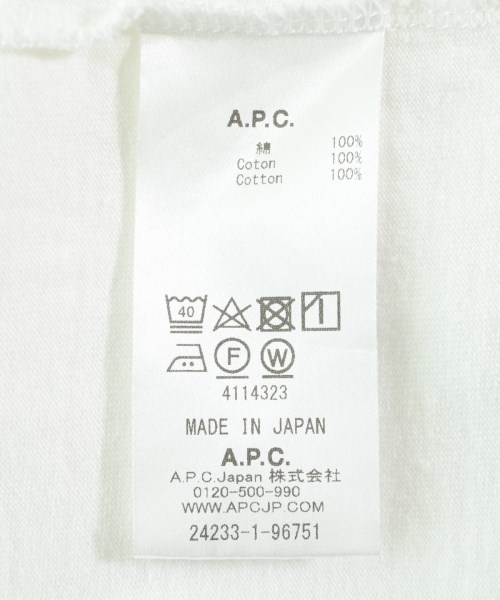 A.P.C.
綿 100%
Coton 100%
Cotton 100%
40
F W
4114323
MADE IN JAPAN
A.P.C.
A.P.C.Japan 株式会社
0120-500-990
WWW.APCJP.COM
24233-1-96751